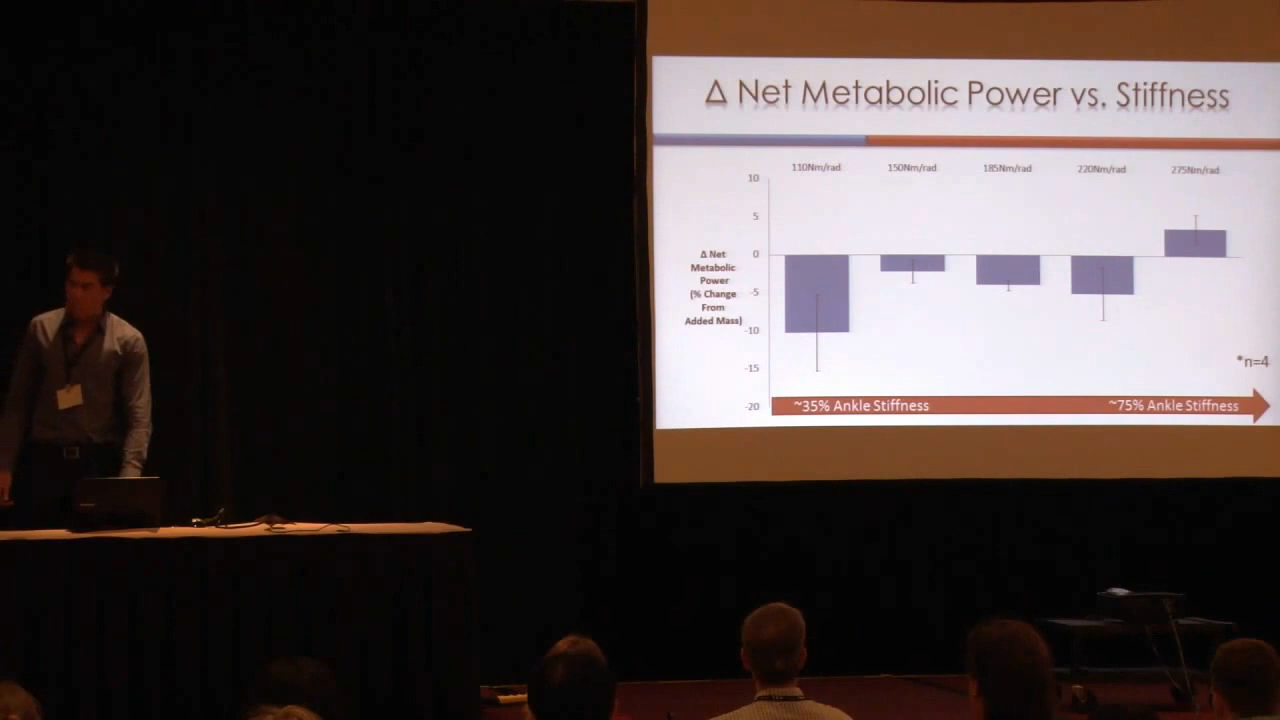 Δ Net Metabolic Power vs. Stiffness
110Nm/rad 150Nm/rad 185Nm/rad 220Nm/rad 275Nm/rad
10
5
0
-5
-10
-15
-20
Δ Net
Metabolic
Power
(% Change
From
Added Mass)
*n=4
~35% Ankle Stiffness ~75% Ankle Stiffness